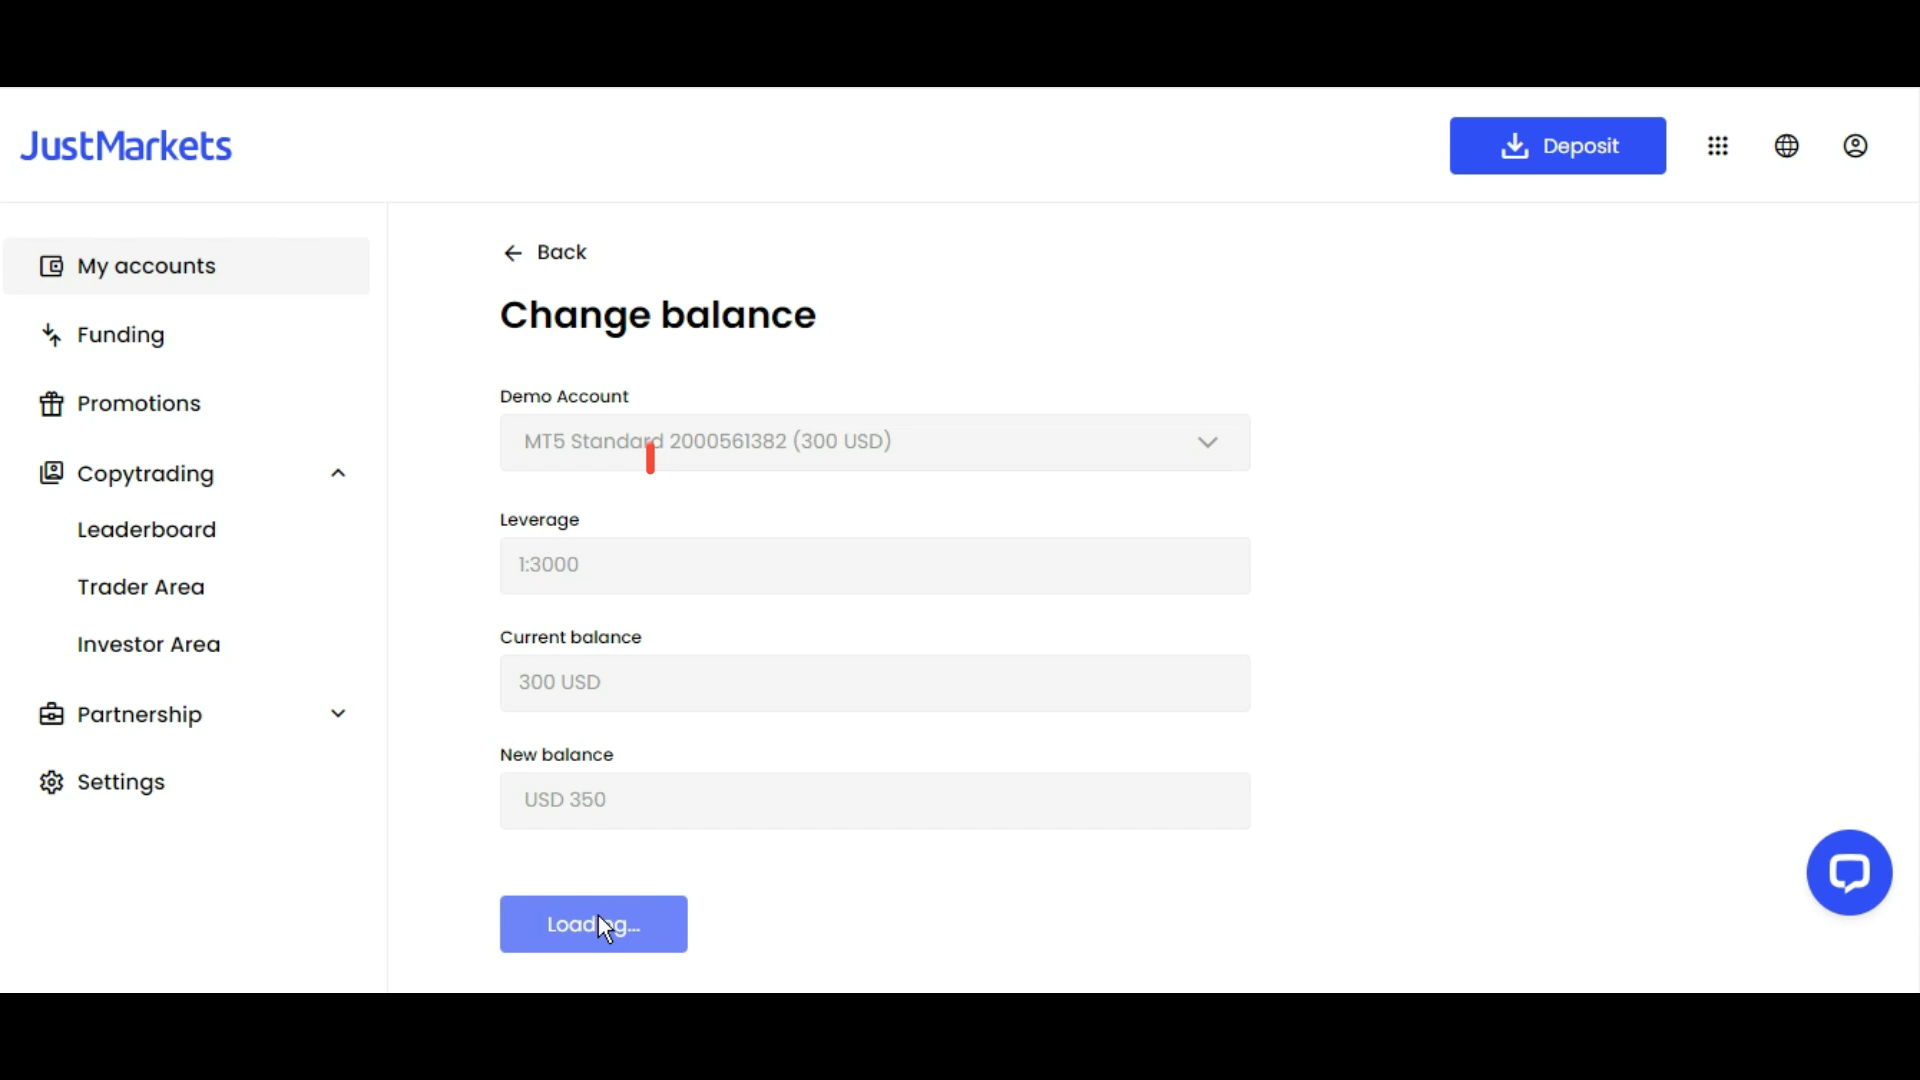 JustMarkets
Deposit
My accounts
Funding
Promotions
Copytrading
Leaderboard
Trader Area
Investor Area
Partnership
Settings
Back
Change balance
Demo Account
MT5 Standard 2000561382 (300 USD)
Leverage
1:3000
Current balance
300 USD
New balance
USD 350
Loading...